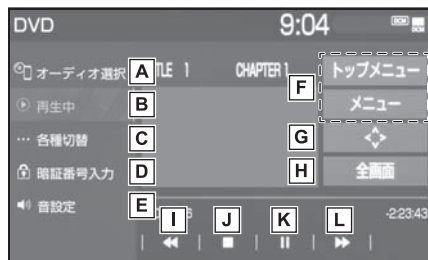 DVD 9:04
オーディオ選択 A TLE 1 CHAPTER 1 トップメニュー
F
再生中 B メニュー
… 各種切替 C G
暗証番号入力 D H 全画面
音設定 E
I J K L -2:23:43